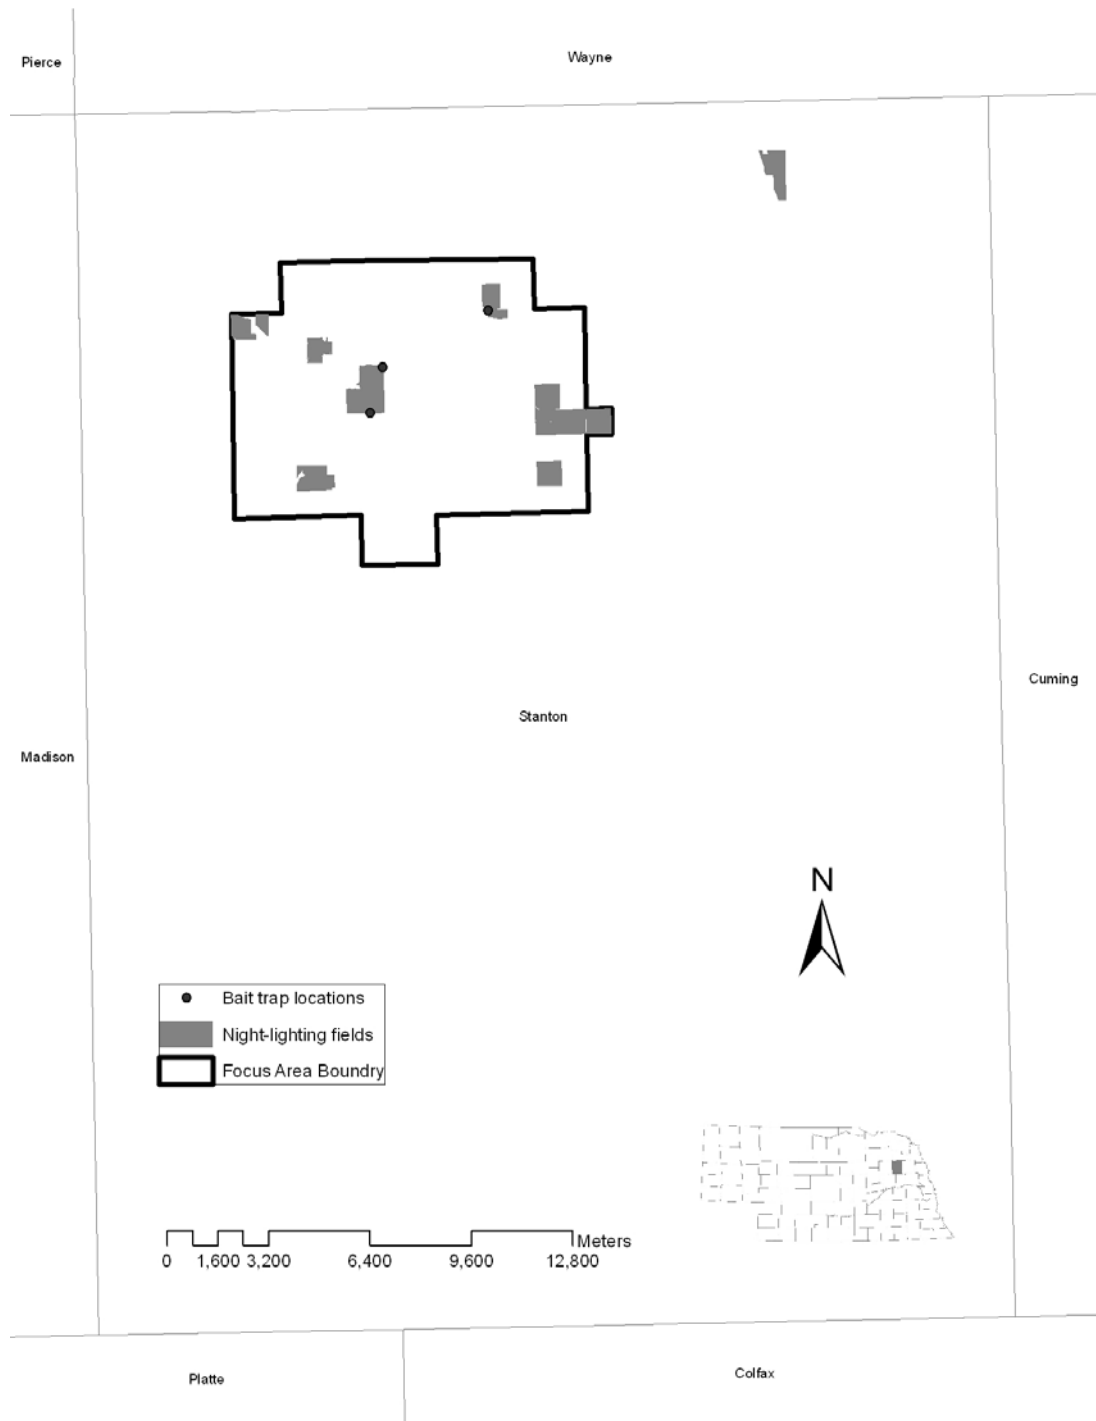 Pierce
Wayne
Cuming
Stanton
Madison
N
Bait trap locations
Night-lighting fields
Focus Area Boundry
Meters
0 1,600 3,200 6,400 9,600 12,800
Platte
Colfax